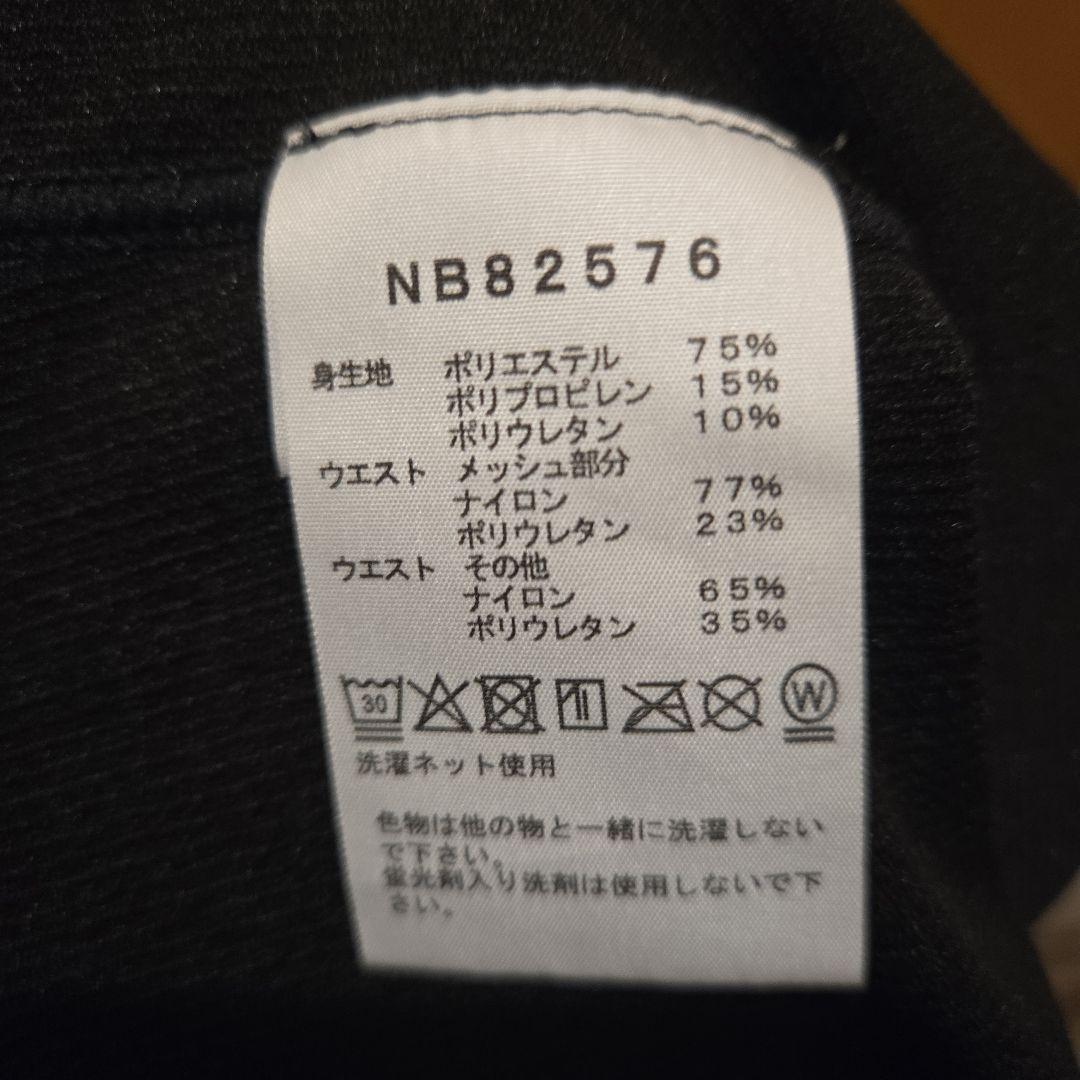 NB82576
身生地 ポリエステル 75%
ポリプロピレン 15%
ポリウレタン 10%
ウエスト メッシュ部分
ナイロン 77%
ポリウレタン 23%
ウエスト その他
ナイロン 65%
ポリウレタン 35%
30 W
洗濯ネット使用
色物は他の物と一緒に洗濯しない
で下さい。
蛍光剤入り洗剤は使用しないで下
さい。